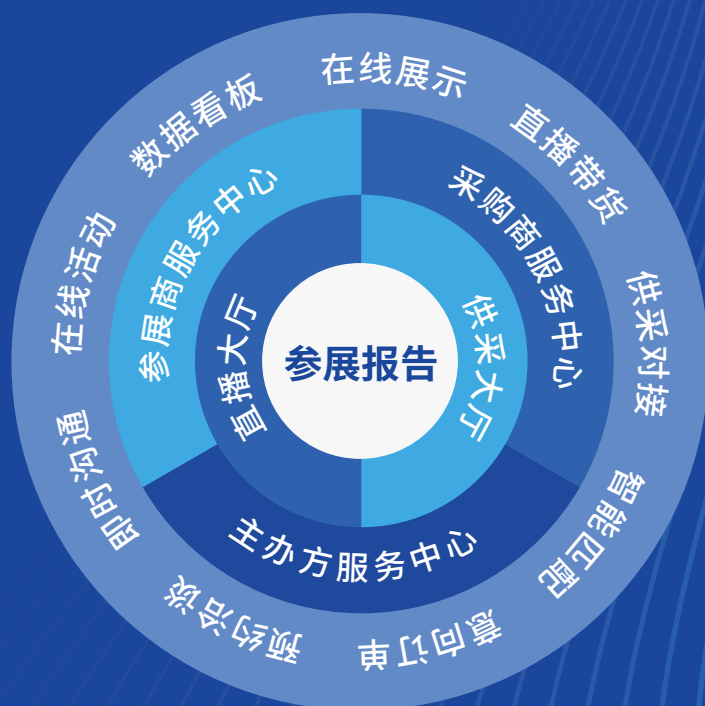 在线展示
直播带货
供采对接
智能匹配
意向订单
预约洽谈
即时沟通
在线活动
数据看板
参展商服务中心
采购商服务中心
主办方服务中心
直播大厅
供采大厅
参展报告